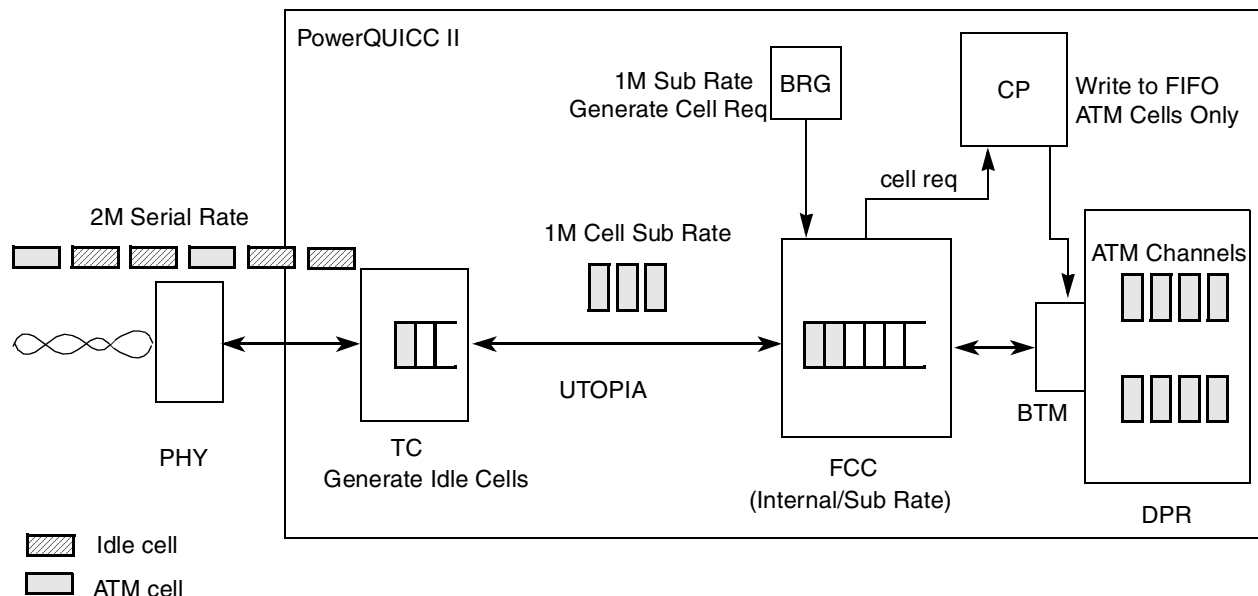 PowerQUICC II
1M Sub Rate
Generate Cell Req
BRG
CP
Write to FIFO
ATM Cells Only
cell req
2M Serial Rate
1M Cell Sub Rate
ATM Channels
UTOPIA
BTM
PHY
TC
Generate Idle Cells
FCC
(Internal/Sub Rate)
DPR
Idle cell
ATM cell